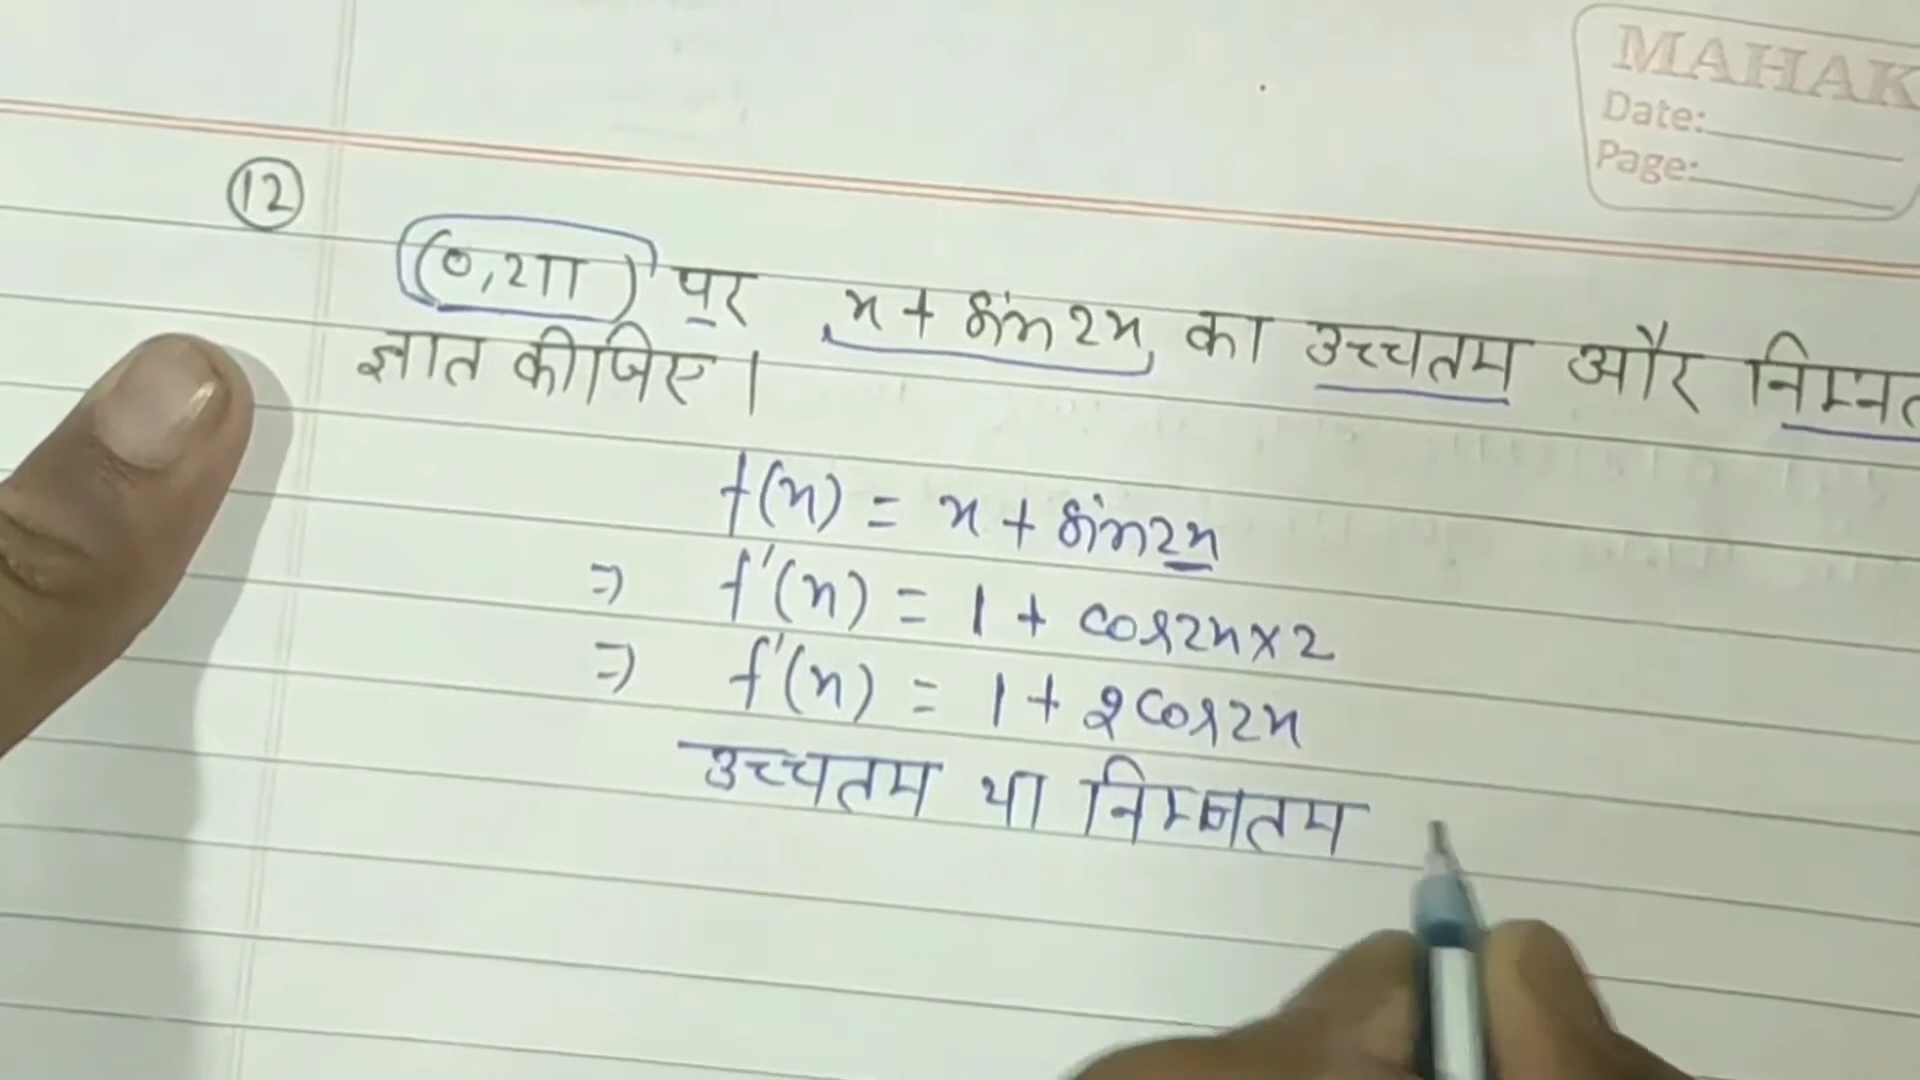 MAHAK
Date:
Page:
12
(0, 2π) पर x + sin 2x का उच्चतम और
ज्ञात कीजिए।
f(x) = x + sin2x
⇒ f'(x) = 1 + cos2x×2
⇒ f'(x) = 1 + 2cos2x
उच्चतम या निम्नतम